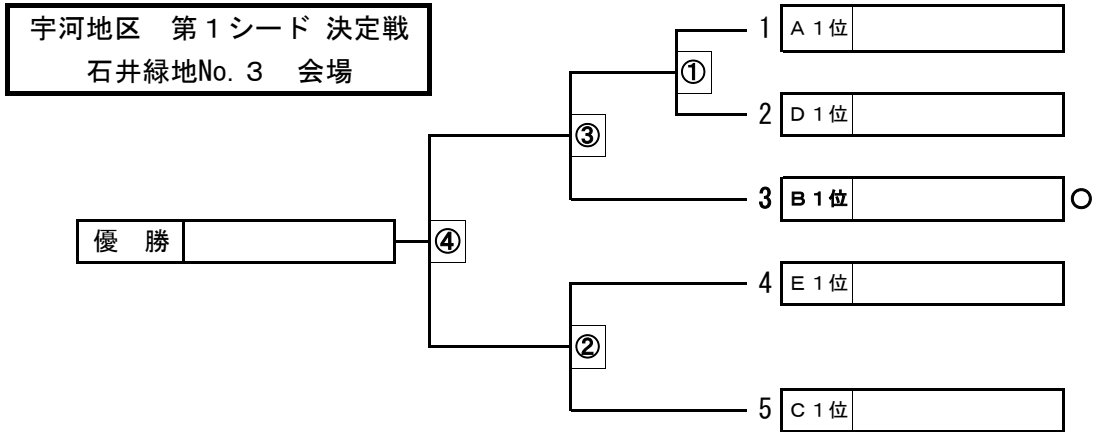 宇河地区　第１シード 決定戦
石井緑地No.３　会場
1 A１位
①
2 D１位
③
3 B１位 ○
優　勝
④
4 E１位
②
5 C１位